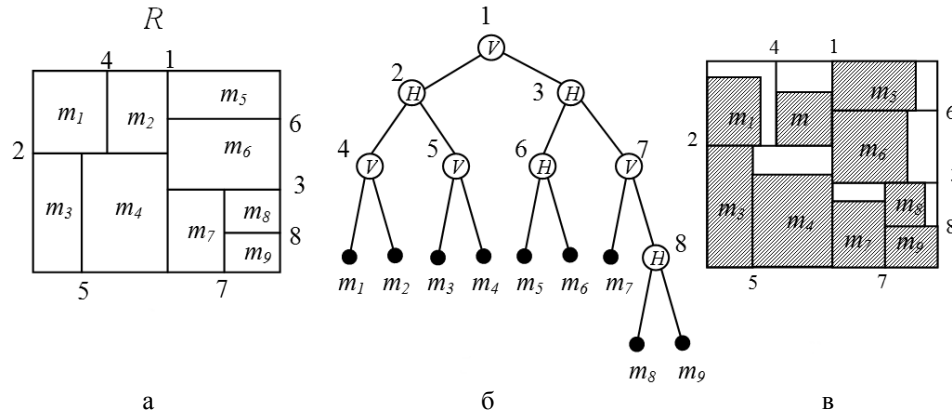 R
4 1
m1 m2 m5
6
2 m6
m3 m4 3
m7 m8
8
m9
5 7
1
V
2 H 3 H
4 V 5 V 6 H 7 V
8 H
m1 m2 m3 m4 m5 m6 m7
m8 m9
4 1
m1 m m5
6
2 m6
m3 m4 m8
m7 m9 8
5 7
а б в